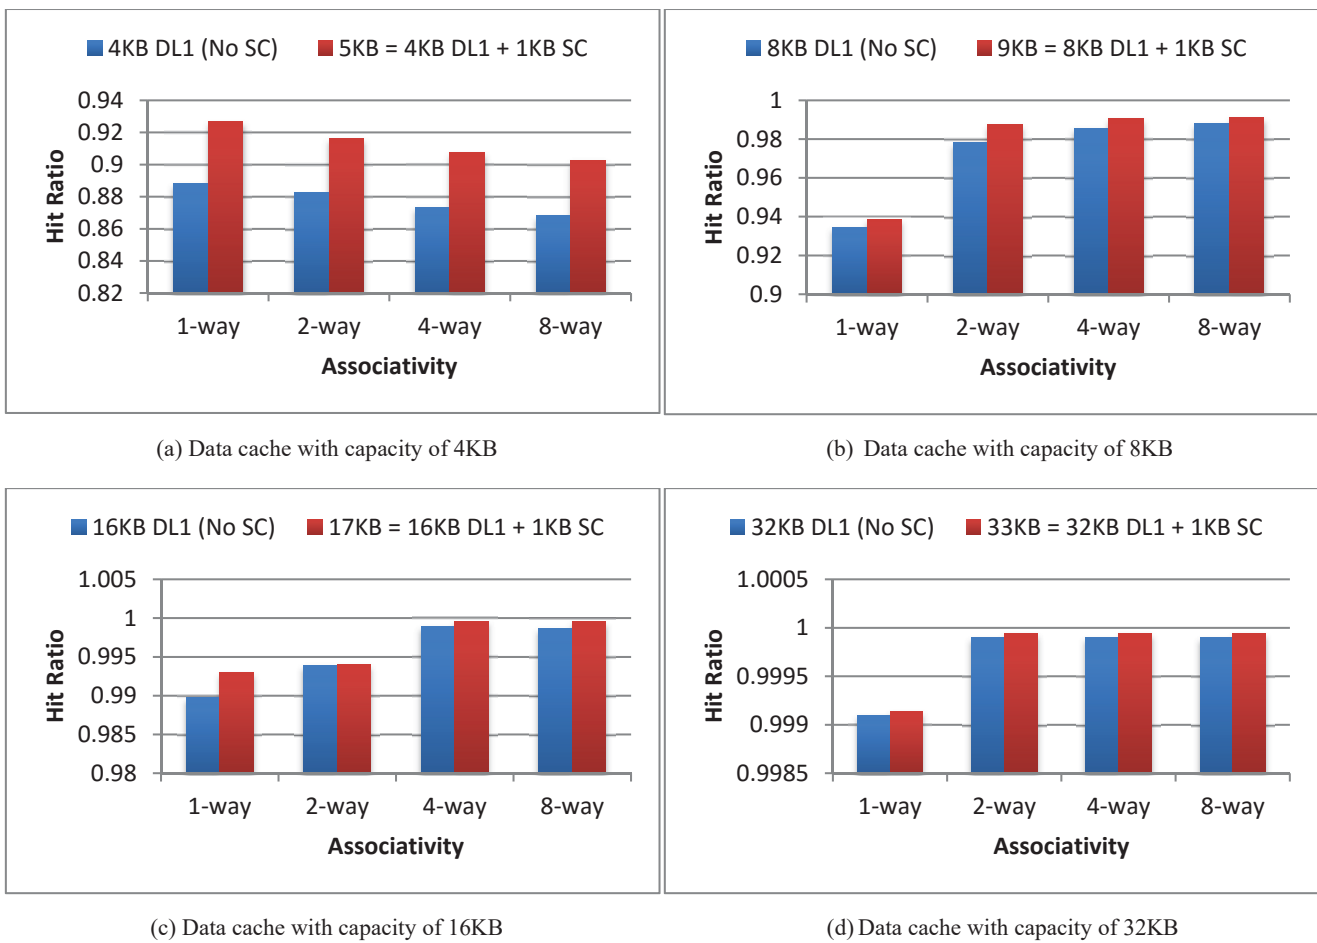 4KB DL1 (No SC) 5KB = 4KB DL1 + 1KB SC
0.94
0.92
0.9
0.88
0.86
0.84
0.82
Hit Ratio
1-way 2-way 4-way 8-way
Associativity
(a) Data cache with capacity of 4KB
8KB DL1 (No SC) 9KB = 8KB DL1 + 1KB SC
1
0.98
0.96
0.94
0.92
0.9
Hit Ratio
1-way 2-way 4-way 8-way
Associativity
(b) Data cache with capacity of 8KB
16KB DL1 (No SC) 17KB = 16KB DL1 + 1KB SC
1.005
1
0.995
0.99
0.985
0.98
Hit Ratio
1-way 2-way 4-way 8-way
Associativity
(c) Data cache with capacity of 16KB
32KB DL1 (No SC) 33KB = 32KB DL1 + 1KB SC
1.0005
1
0.9995
0.999
0.9985
Hit Ratio
1-way 2-way 4-way 8-way
Associativity
(d) Data cache with capacity of 32KB